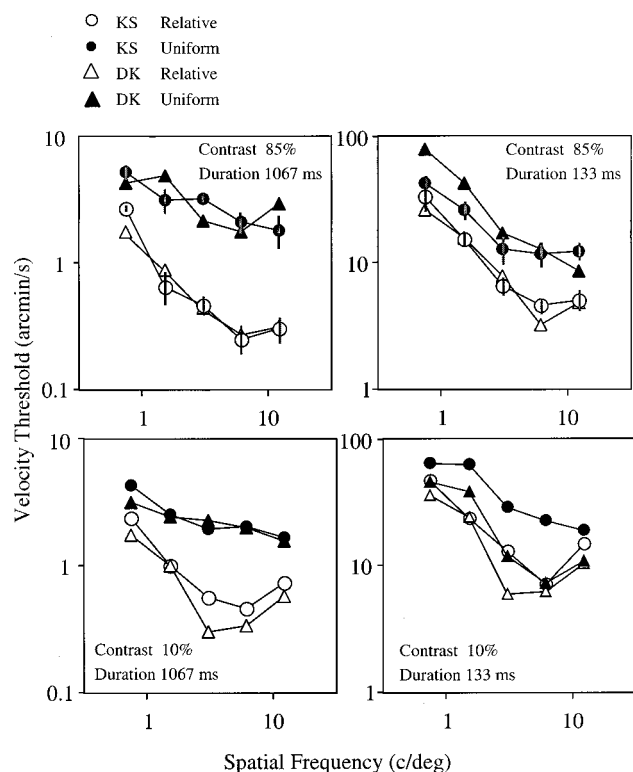 KS Relative
KS Uniform
DK Relative
DK Uniform
Velocity Threshold (arcmin/s)
10
1
0.1
Contrast 85%
Duration 1067 ms
1 10
100
10
1
Contrast 85%
Duration 133 ms
1 10
10
1
0.1
Contrast 10%
Duration 1067 ms
1 10
100
10
1
Contrast 10%
Duration 133 ms
1 10
Spatial Frequency (c/deg)